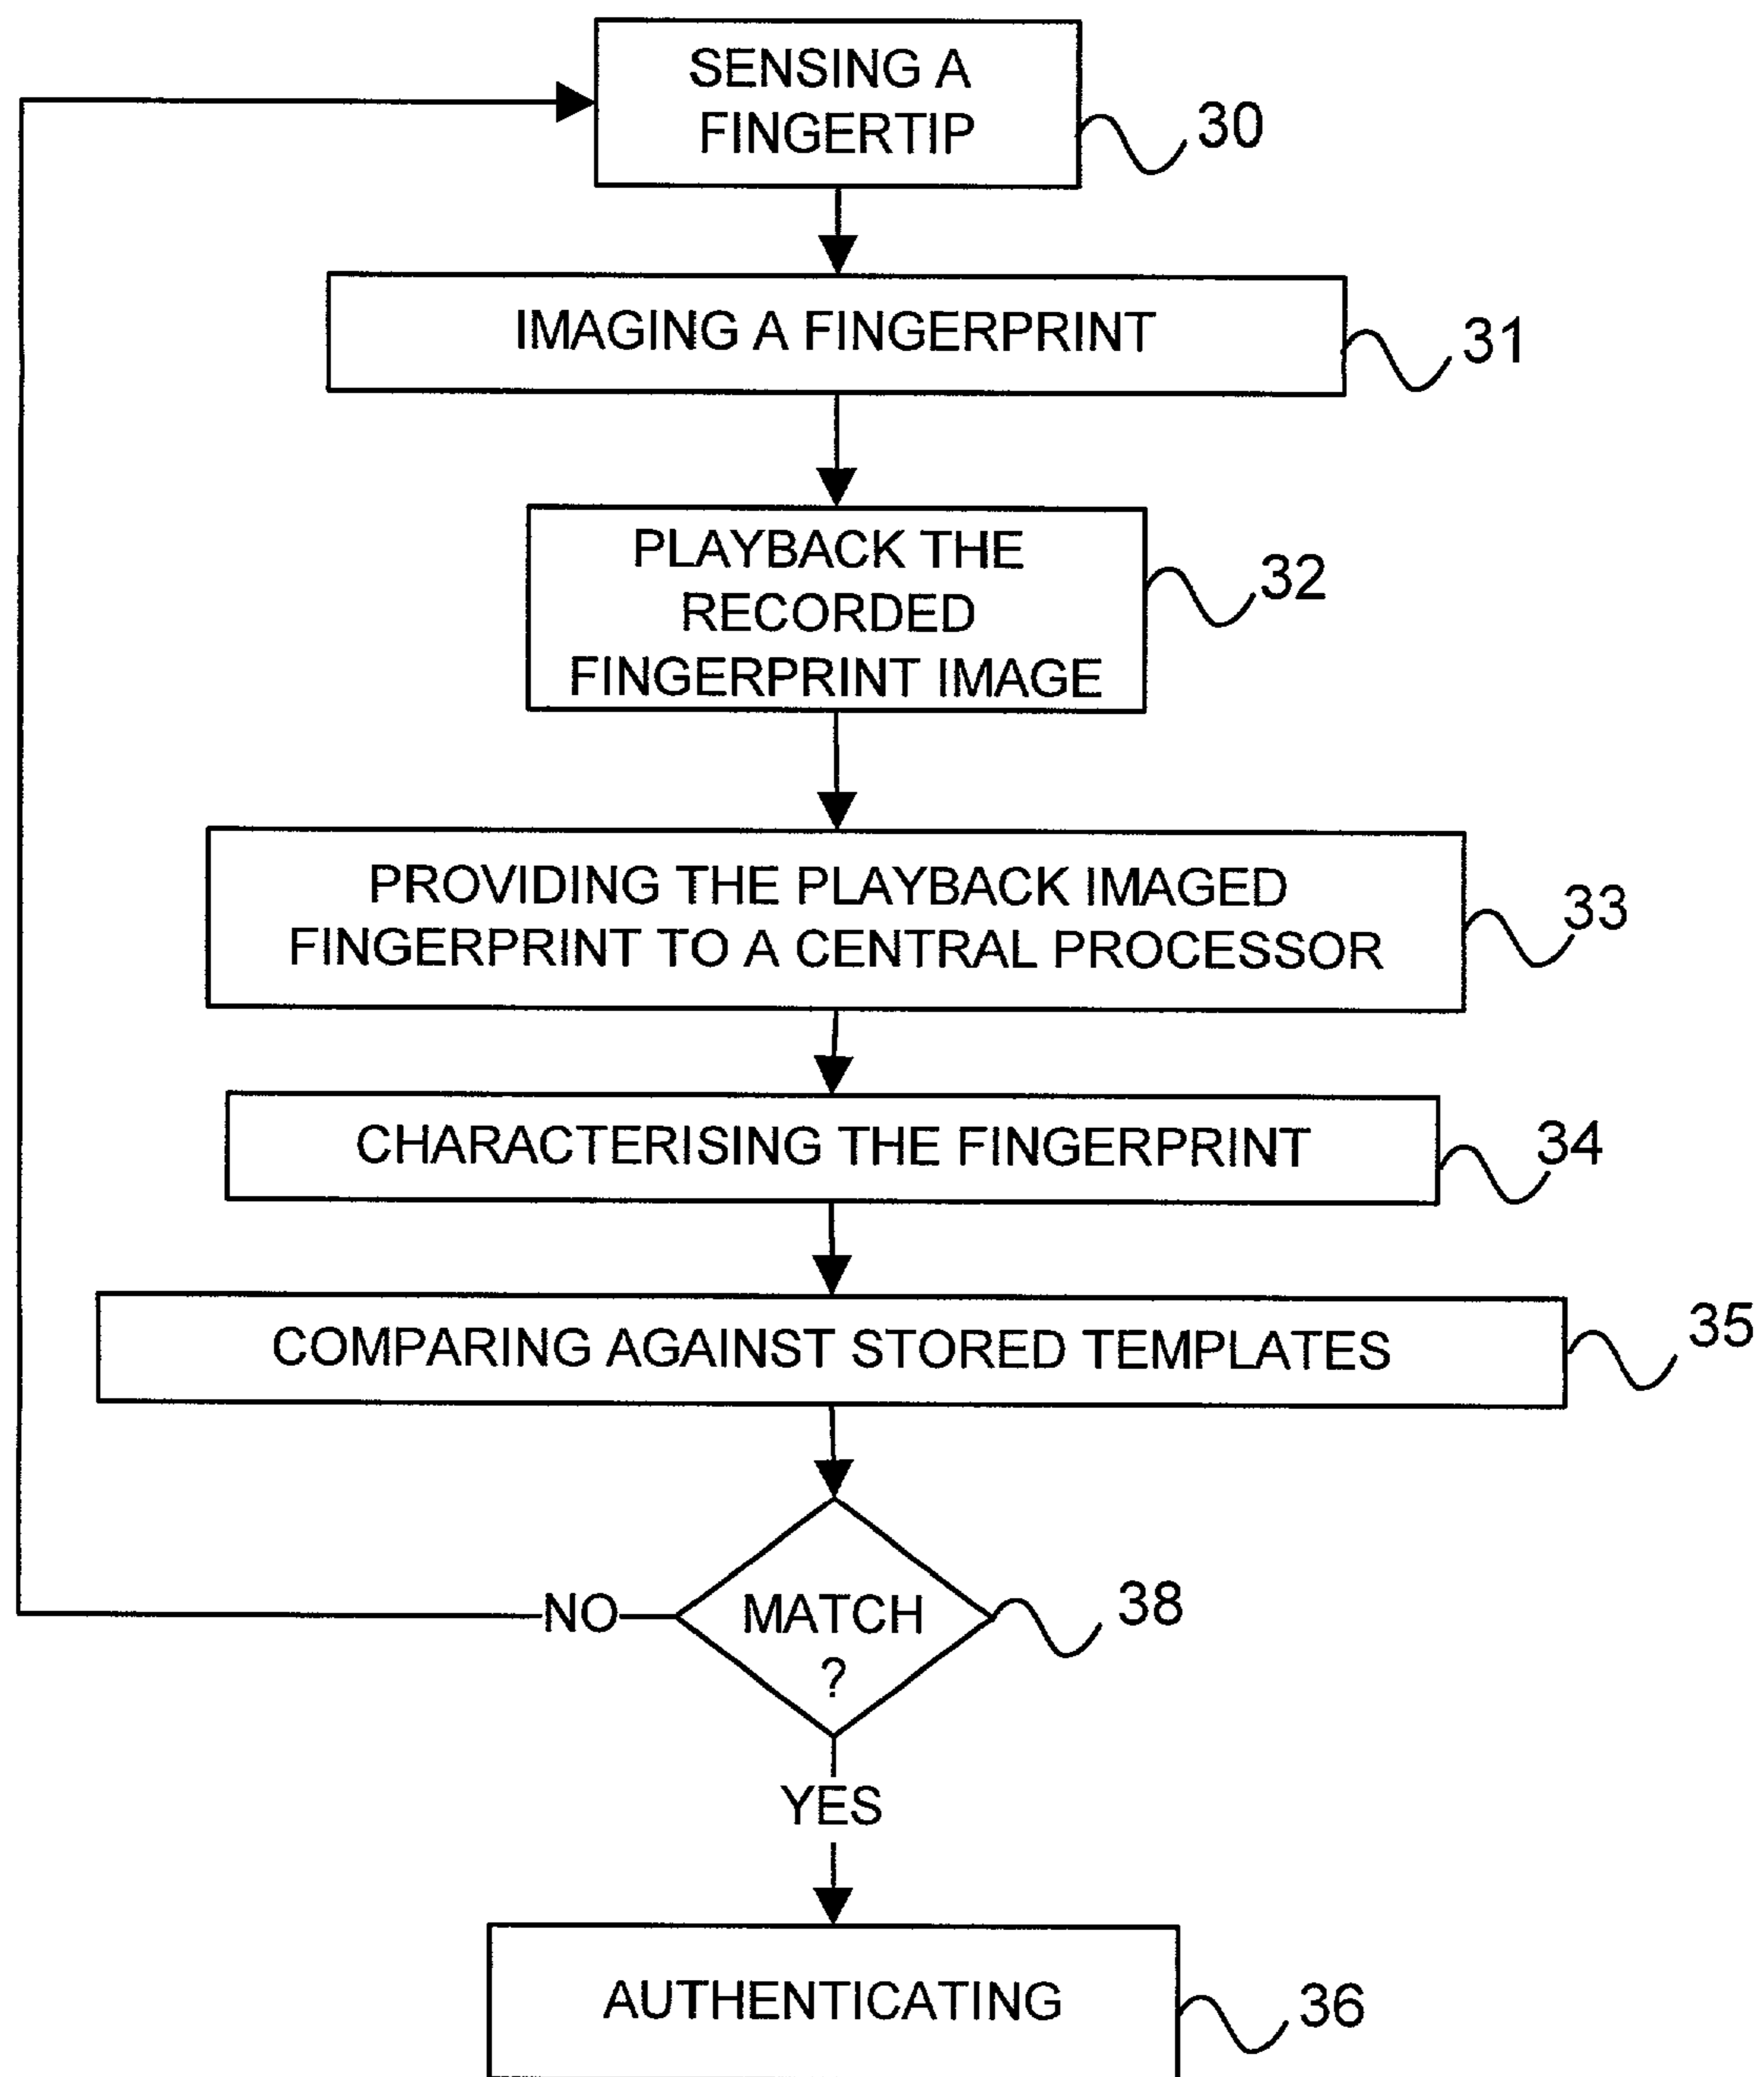 SENSING A
FINGERTIP
30
IMAGING A FINGERPRINT
31
PLAYBACK THE
RECORDED
FINGERPRINT IMAGE
32
PROVIDING THE PLAYBACK IMAGED
FINGERPRINT TO A CENTRAL PROCESSOR
33
CHARACTERISING THE FINGERPRINT
34
COMPARING AGAINST STORED TEMPLATES
35
NO
MATCH
?
38
YES
AUTHENTICATING
36